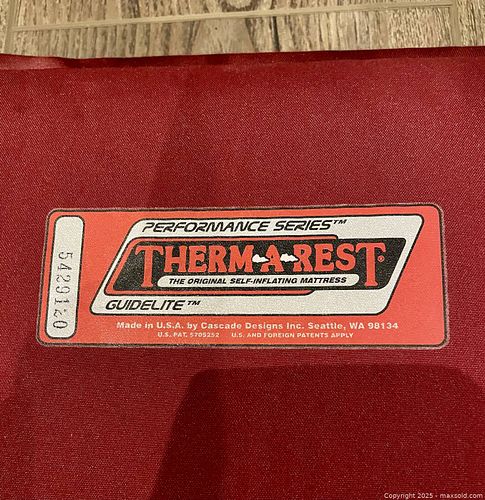 PERFORMANCE SERIES™
THERM-A-REST®
THE ORIGINAL SELF-INFLATING MATTRESS
GUIDELITE™
5429120
Made in U.S.A. by Cascade Designs Inc. Seattle, WA 98134
U.S. PAT. 5705252 U.S. AND FOREIGN PATENTS APPLY
Copyright 2025 - maxsold.com